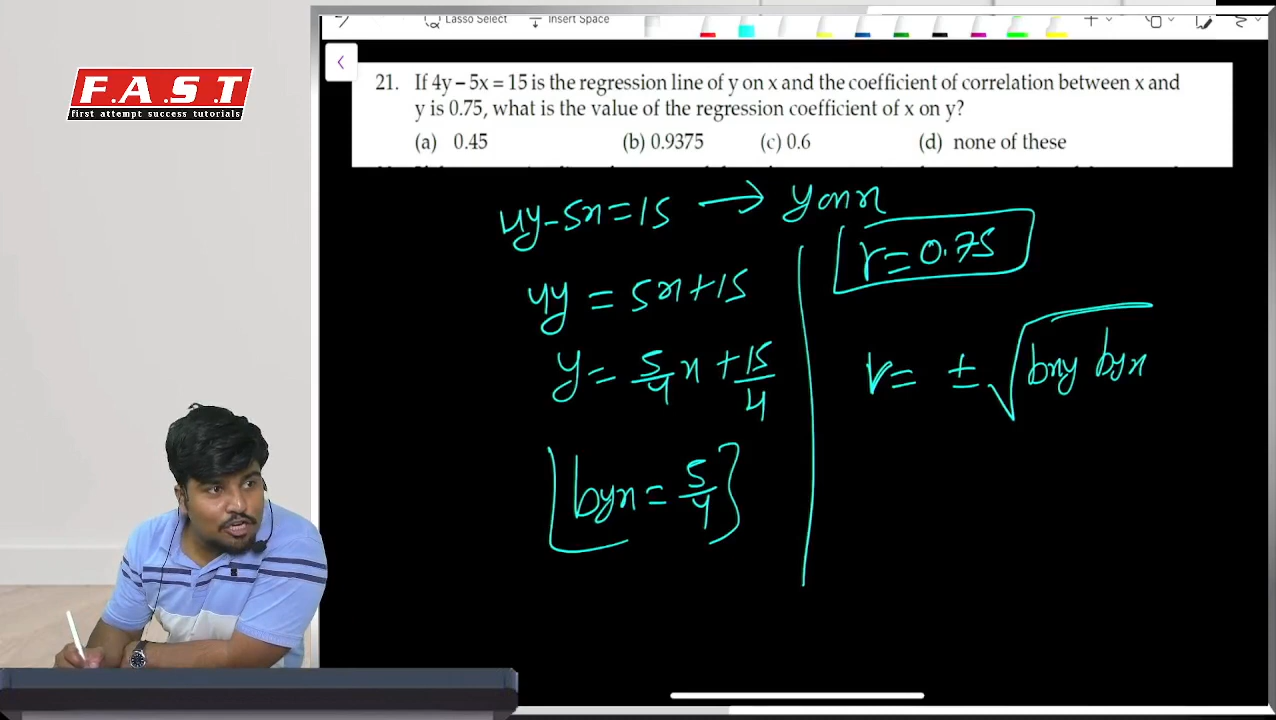 Lasso Select Insert Space
F.A.S.T
first attempt success tutorials
21. If 4y – 5x = 15 is the regression line of y on x and the coefficient of correlation between x and
y is 0.75, what is the value of the regression coefficient of x on y?
(a) 0.45 (b) 0.9375 (c) 0.6 (d) none of these
4y-5x=15 → y on x
r=0.75
4y = 5x+15
y= 5/4 x + 15/4
r= ± √bxy byx
byx = 5/4